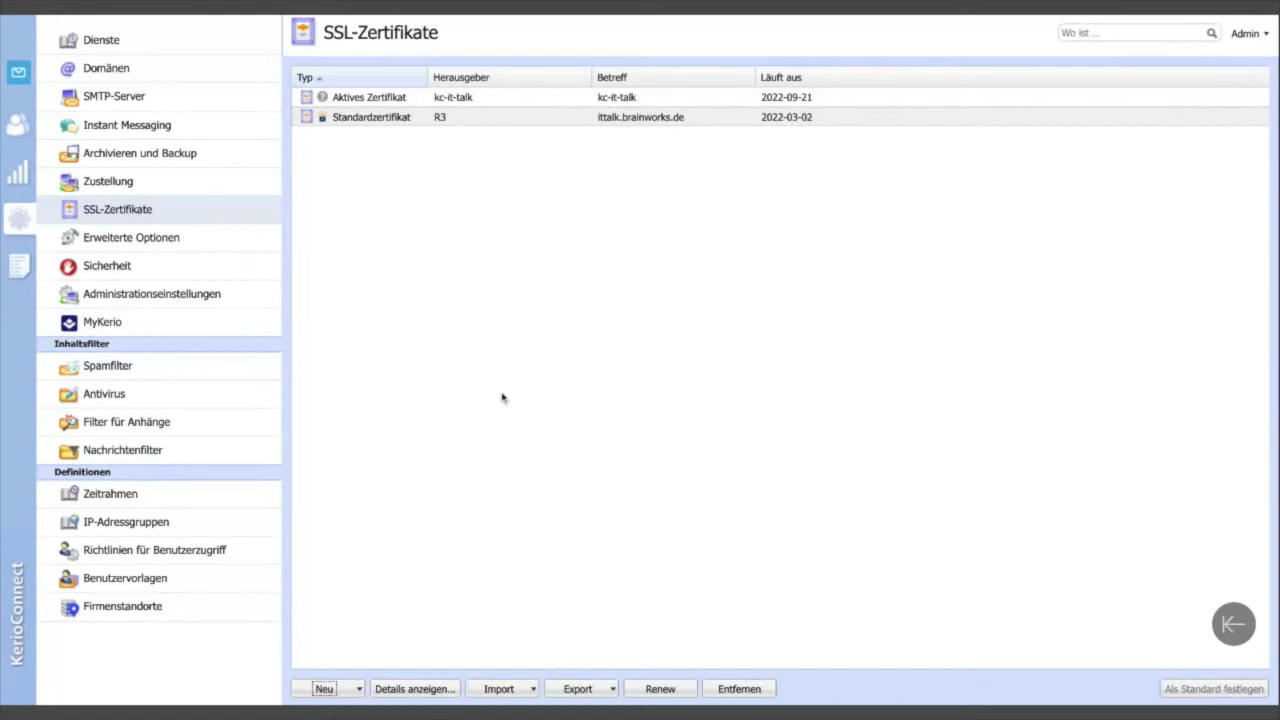 Dienste
Domänen
SMTP-Server
Instant Messaging
Archivieren und Backup
Zustellung
SSL-Zertifikate
Erweiterte Optionen
Sicherheit
Administrationseinstellungen
MyKerio
Inhaltsfilter
Spamfilter
Antivirus
Filter für Anhänge
Nachrichtenfilter
Definitionen
Zeitrahmen
IP-Adressgruppen
Richtlinien für Benutzerzugriff
Benutzervorlagen
Firmenstandorte
KerioConnect
SSL-Zertifikate
Wo ist ...
Admin
Typ Herausgeber Betreff Läuft aus
Aktives Zertifikat kc-it-talk kc-it-talk 2022-09-21
Standardzertifikat R3 ittalk.brainworks.de 2022-03-02
Neu Details anzeigen... Import Export Renew Entfernen Als Standard festlegen